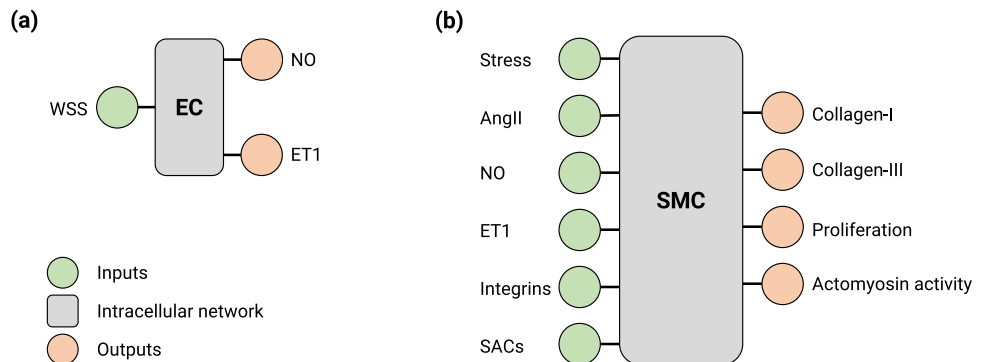 (a)
WSS
EC
NO
ET1
Inputs
Intracellular network
Outputs
(b)
Stress
AngII
NO
ET1
Integrins
SACs
SMC
Collagen-I
Collagen-III
Proliferation
Actomyosin activity